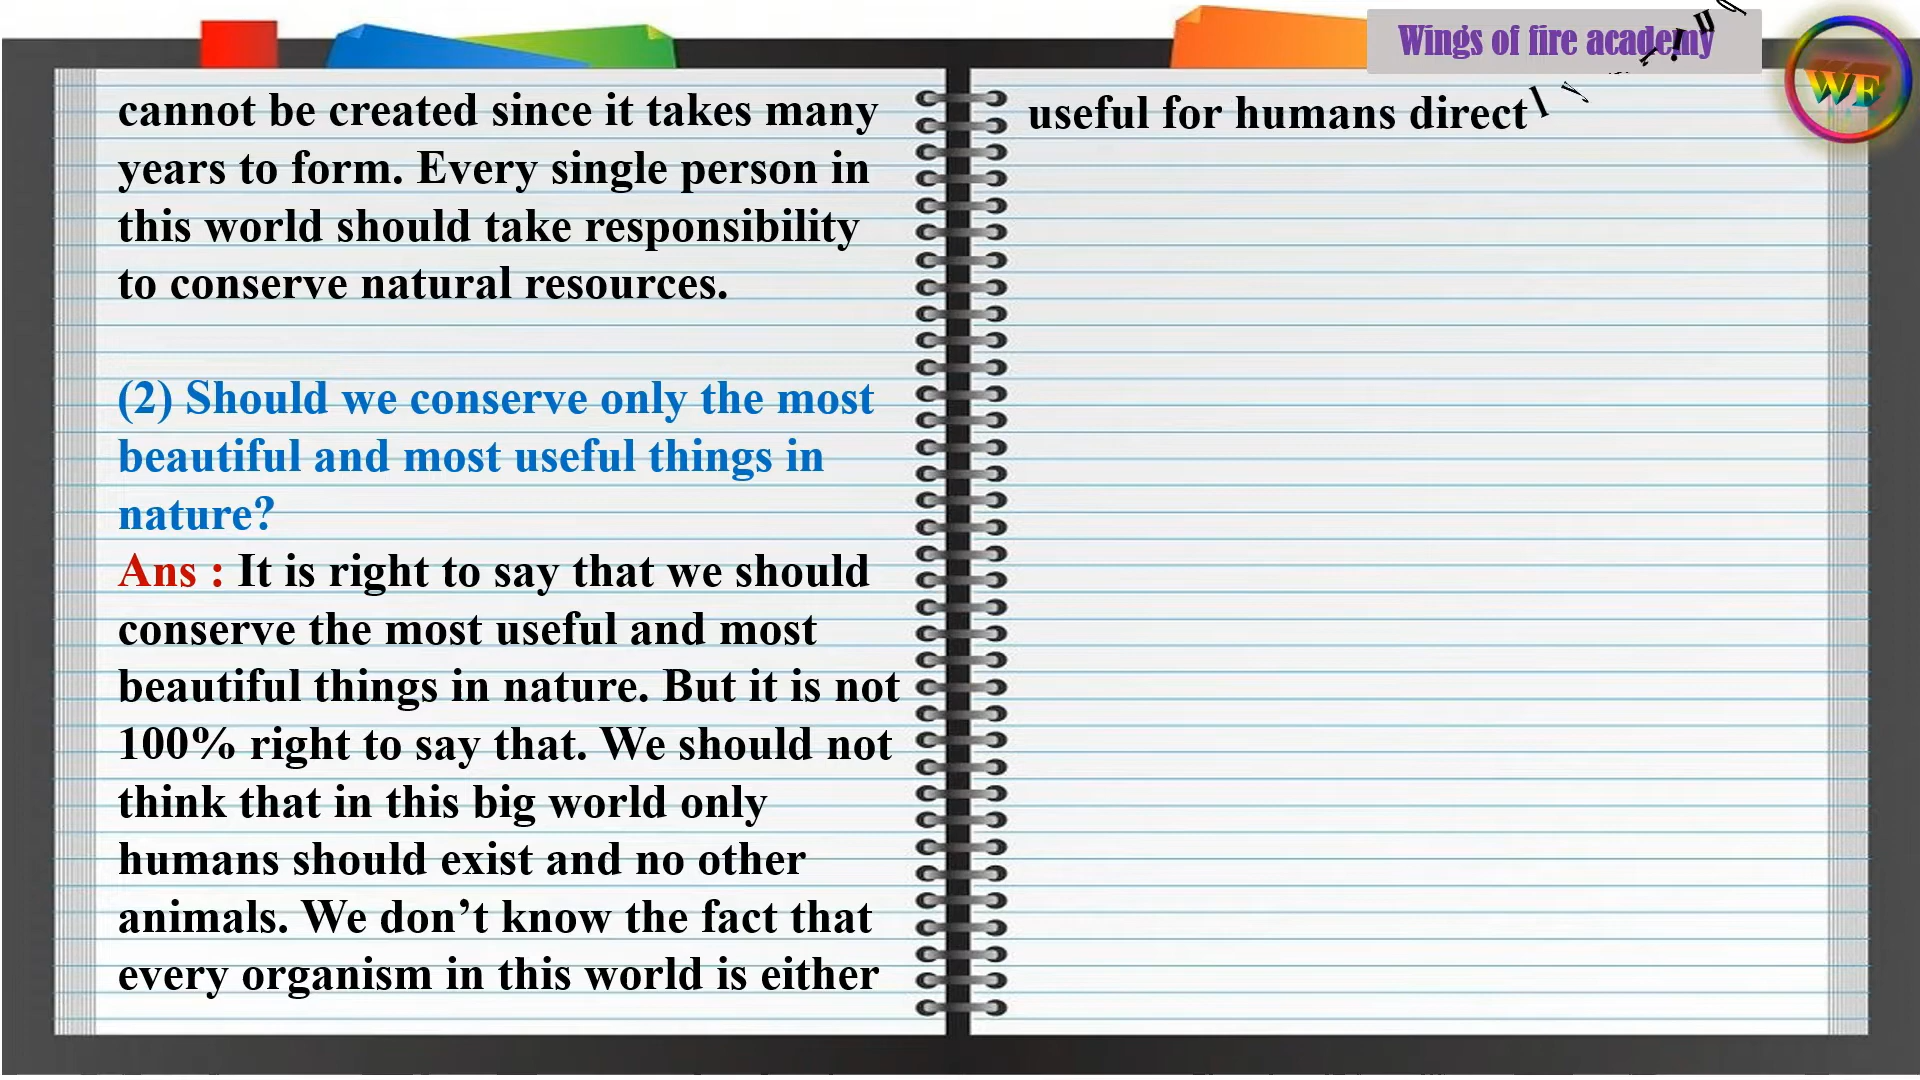 cannot be created since it takes many
years to form. Every single person in
this world should take responsibility
to conserve natural resources.
(2) Should we conserve only the most
beautiful and most useful things in
nature?
Ans : It is right to say that we should
conserve the most useful and most
beautiful things in nature. But it is not
100% right to say that. We should not
think that in this big world only
humans should exist and no other
animals. We don’t know the fact that
every organism in this world is either
Wings of fire academy
WE
useful for humans directly